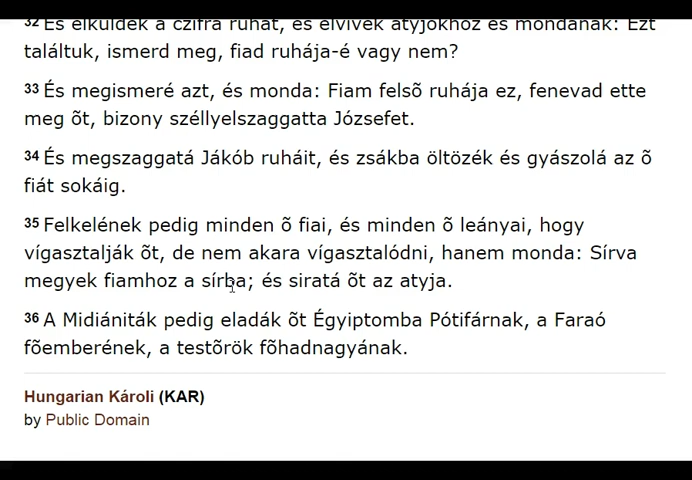 32 És elküldék a czifra ruhát, és elvivék atyjokhoz és mondának: Ezt
találtuk, ismerd meg, fiad ruhája-é vagy nem?
33 És megismeré azt, és monda: Fiam felsõ ruhája ez, fenevad ette
meg õt, bizony széllyelszaggatta Józsefet.
34 És megszaggatá Jákób ruháit, és zsákba öltözék és gyászolá az õ
fiát sokáig.
35 Felkelének pedig minden õ fiai, és minden õ leányai, hogy
vígasztalják õt, de nem akara vígasztalódni, hanem monda: Sírva
megyek fiamhoz a sírba; és siratá õt az atyja.
36 A Midiániták pedig eladák õt Égyiptomba Pótifárnak, a Faraó
fõemberének, a testõrök fõhadnagyának.
Hungarian Károli (KAR)
by Public Domain